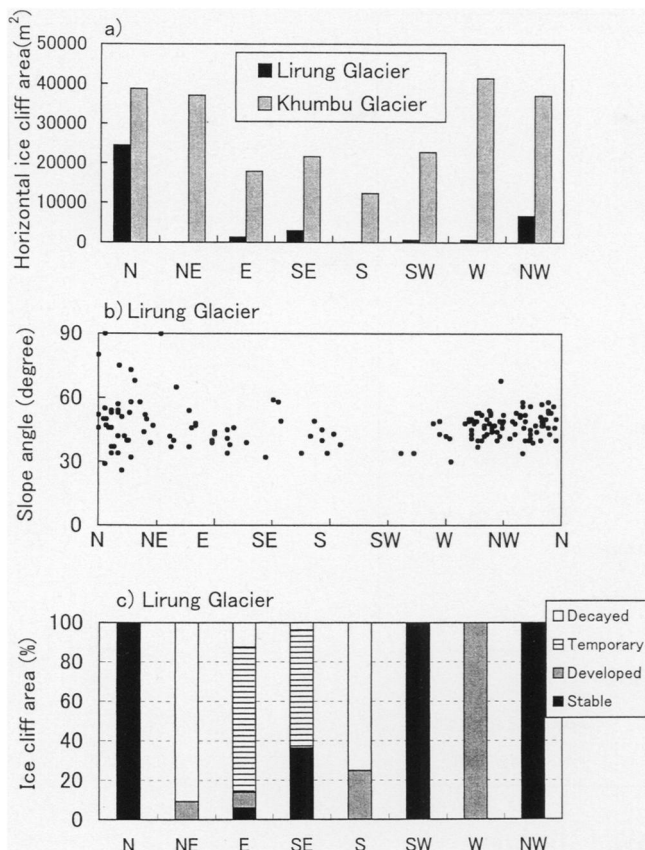 a)
Horizontal ice cliff area(m²)
50000
40000
30000
20000
10000
0
Lirung Glacier
Khumbu Glacier
N NE E SE S SW W NW
b) Lirung Glacier
Slope angle (degree)
90
60
30
0
N NE E SE S SW W NW N
c) Lirung Glacier
Ice cliff area (%)
100
80
60
40
20
0
Decayed
Temporary
Developed
Stable
N NE E SE S SW W NW